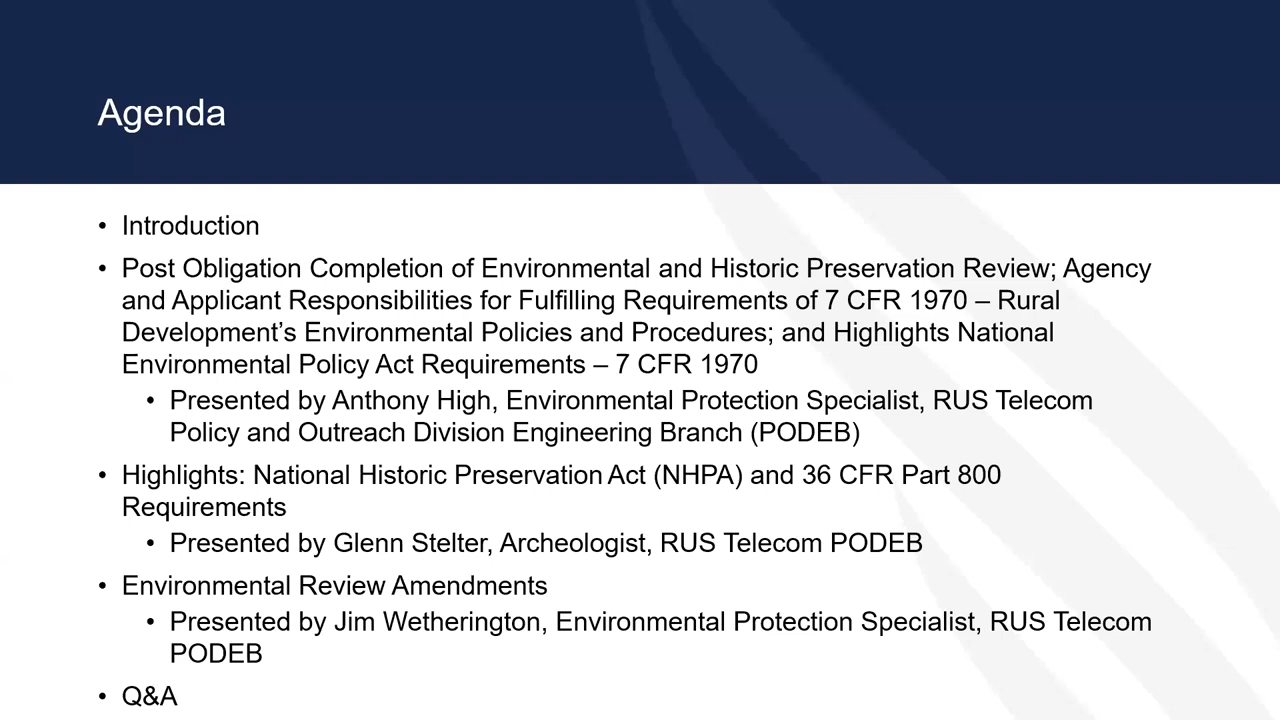 Agenda
• Introduction
• Post Obligation Completion of Environmental and Historic Preservation Review; Agency
and Applicant Responsibilities for Fulfilling Requirements of 7 CFR 1970 – Rural
Development’s Environmental Policies and Procedures; and Highlights National
Environmental Policy Act Requirements – 7 CFR 1970
• Presented by Anthony High, Environmental Protection Specialist, RUS Telecom
Policy and Outreach Division Engineering Branch (PODEB)
• Highlights: National Historic Preservation Act (NHPA) and 36 CFR Part 800
Requirements
• Presented by Glenn Stelter, Archeologist, RUS Telecom PODEB
• Environmental Review Amendments
• Presented by Jim Wetherington, Environmental Protection Specialist, RUS Telecom
PODEB
• Q&A